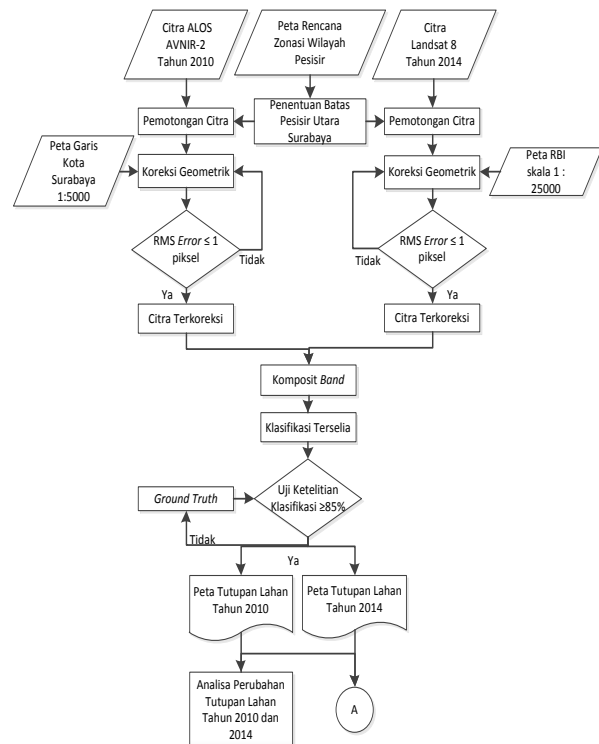 Citra ALOS
AVNIR-2
Tahun 2010
Peta Rencana
Zonasi Wilayah
Pesisir
Citra
Landsat 8
Tahun 2014
Pemotongan Citra
Penentuan Batas
Pesisir Utara
Surabaya
Pemotongan Citra
Peta Garis
Kota
Surabaya
1:5000
Koreksi Geometrik
Koreksi Geometrik
Peta RBI
skala 1 :
25000
RMS Error ≤ 1
piksel
Tidak
RMS Error ≤ 1
piksel
Tidak
Ya
Ya
Citra Terkoreksi
Citra Terkoreksi
Komposit Band
Klasifikasi Terselia
Ground Truth
Uji Ketelitian
Klasifikasi ≥85%
Tidak
Ya
Peta Tutupan Lahan
Tahun 2010
Peta Tutupan Lahan
Tahun 2014
Analisa Perubahan
Tutupan Lahan
Tahun 2010 dan
2014
A